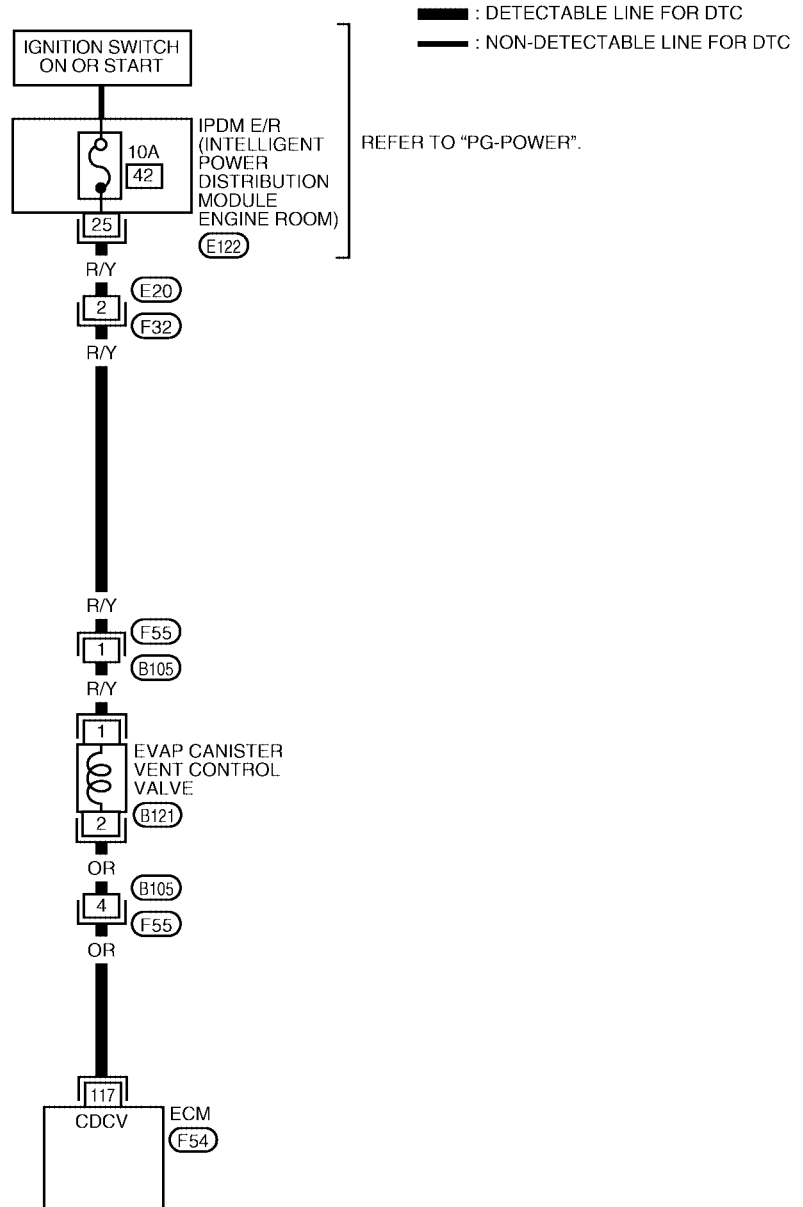 : DETECTABLE LINE FOR DTC
: NON-DETECTABLE LINE FOR DTC
IGNITION SWITCH
ON OR START
IPDM E/R
(INTELLIGENT
POWER
DISTRIBUTION
MODULE
ENGINE ROOM)
E122
REFER TO “PG-POWER”.
10A
42
25
R/Y
E20
2
F32
R/Y
R/Y
F55
1
B105
R/Y
1
EVAP CANISTER
VENT CONTROL
VALVE
B121
2
OR
B105
4
F55
OR
117
CDCV
ECM
F54